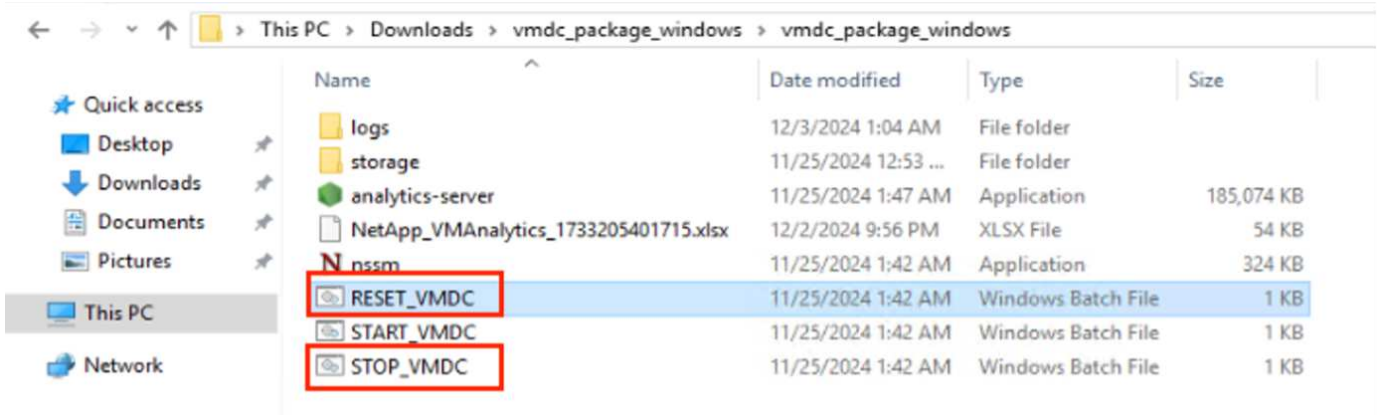 This PC > Downloads > vmdc_package_windows > vmdc_package_windows
Quick access
Desktop
Downloads
Documents
Pictures
This PC
Network
Name Date modified Type Size
logs 12/3/2024 1:04 AM File folder
storage 11/25/2024 12:53 ... File folder
analytics-server 11/25/2024 1:47 AM Application 185,074 KB
NetApp_VMAnalytics_1733205401715.xlsx 12/2/2024 9:56 PM XLSX File 54 KB
N nssm 11/25/2024 1:42 AM Application 324 KB
RESET_VMDC 11/25/2024 1:42 AM Windows Batch File 1 KB
START_VMDC 11/25/2024 1:42 AM Windows Batch File 1 KB
STOP_VMDC 11/25/2024 1:42 AM Windows Batch File 1 KB